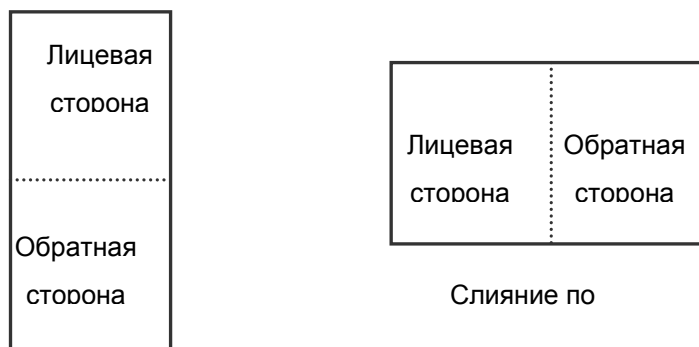 Лицевая
сторона
Обратная
сторона
Лицевая
сторона
Обратная
сторона
Слияние по